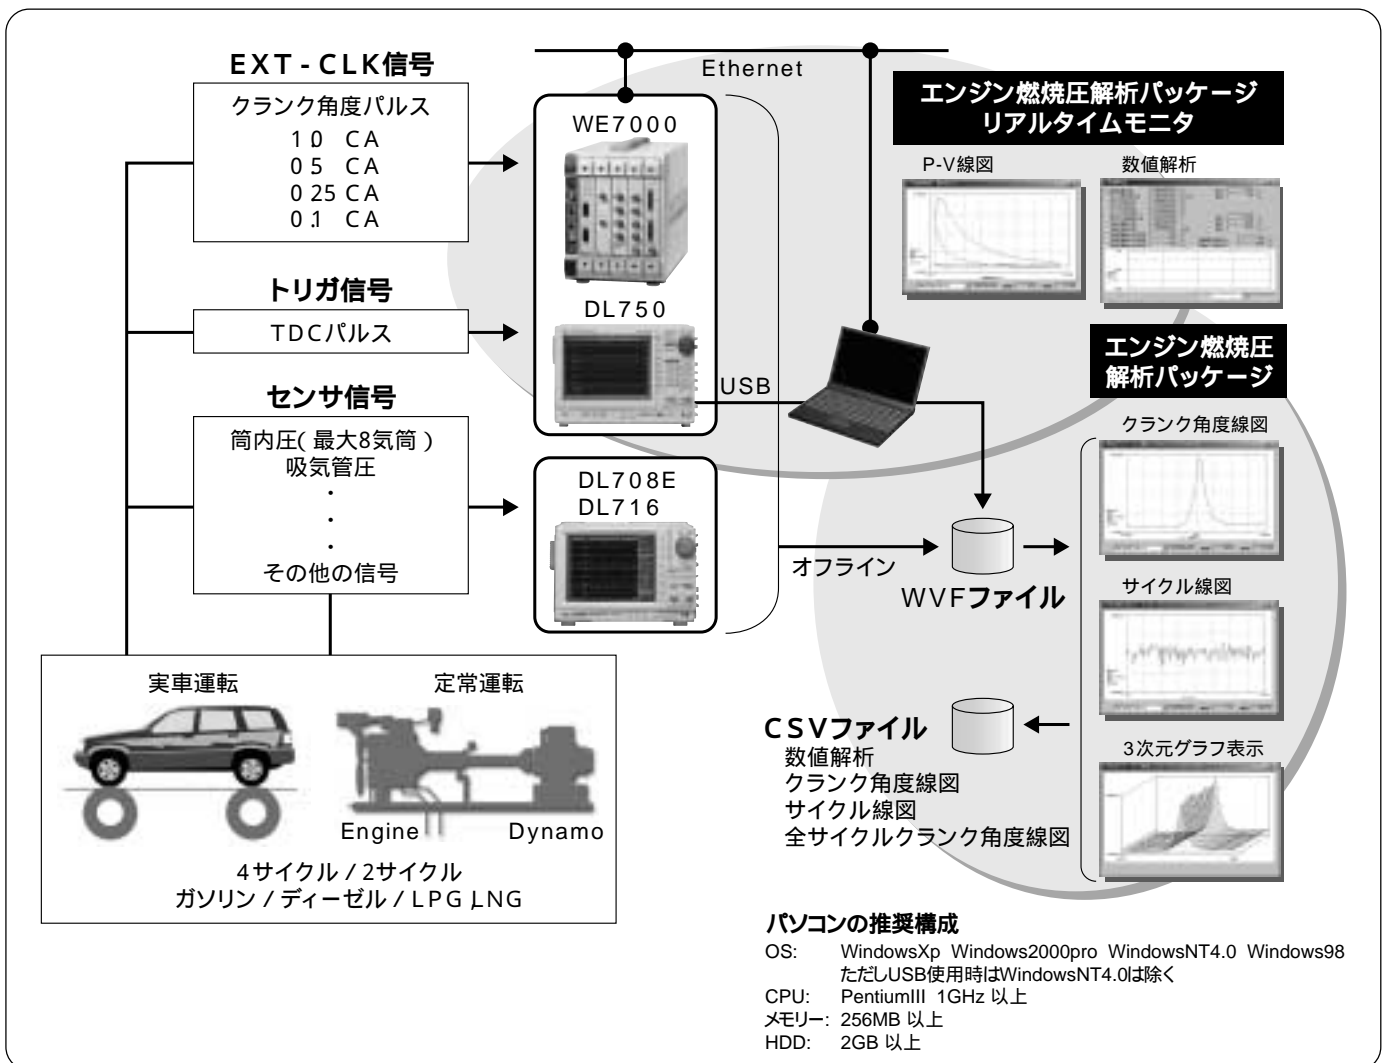 EXT-CLK信号
クランク角度パルス
1.0 CA
0.5 CA
0.25 CA
0.1 CA
トリガ信号
TDCパルス
センサ信号
筒内圧(最大8気筒)
吸気管圧
・
・
・
その他の信号
Ethernet
WE7000
DL750
USB
DL708E
DL716
オフライン
エンジン燃焼圧解析パッケージ
リアルタイムモニタ
P-V線図
数値解析
エンジン燃焼圧
解析パッケージ
クランク角度線図
サイクル線図
3次元グラフ表示
WVFファイル
CSVファイル
数値解析
クランク角度線図
サイクル線図
全サイクルクランク角度線図
実車運転
定常運転
Engine
Dynamo
4サイクル / 2サイクル
ガソリン / ディーゼル / LPG,LNG
パソコンの推奨構成
OS: WindowsXp Windows2000pro WindowsNT4.0 Windows98
ただしUSB使用時はWindowsNT4.0は除く
CPU: PentiumIII 1GHz 以上
メモリー: 256MB 以上
HDD: 2GB 以上